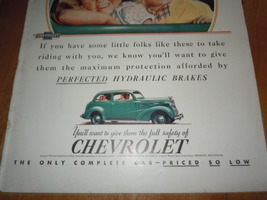 If you have some little folks like these to take
riding with you, we know you'll want to give
them the maximum protection afforded by
PERFECTED HYDRAULIC BRAKES
You'll want to give them the full safety of
CHEVROLET
THE ONLY COMPLETE CAR—PRICED SO LOW